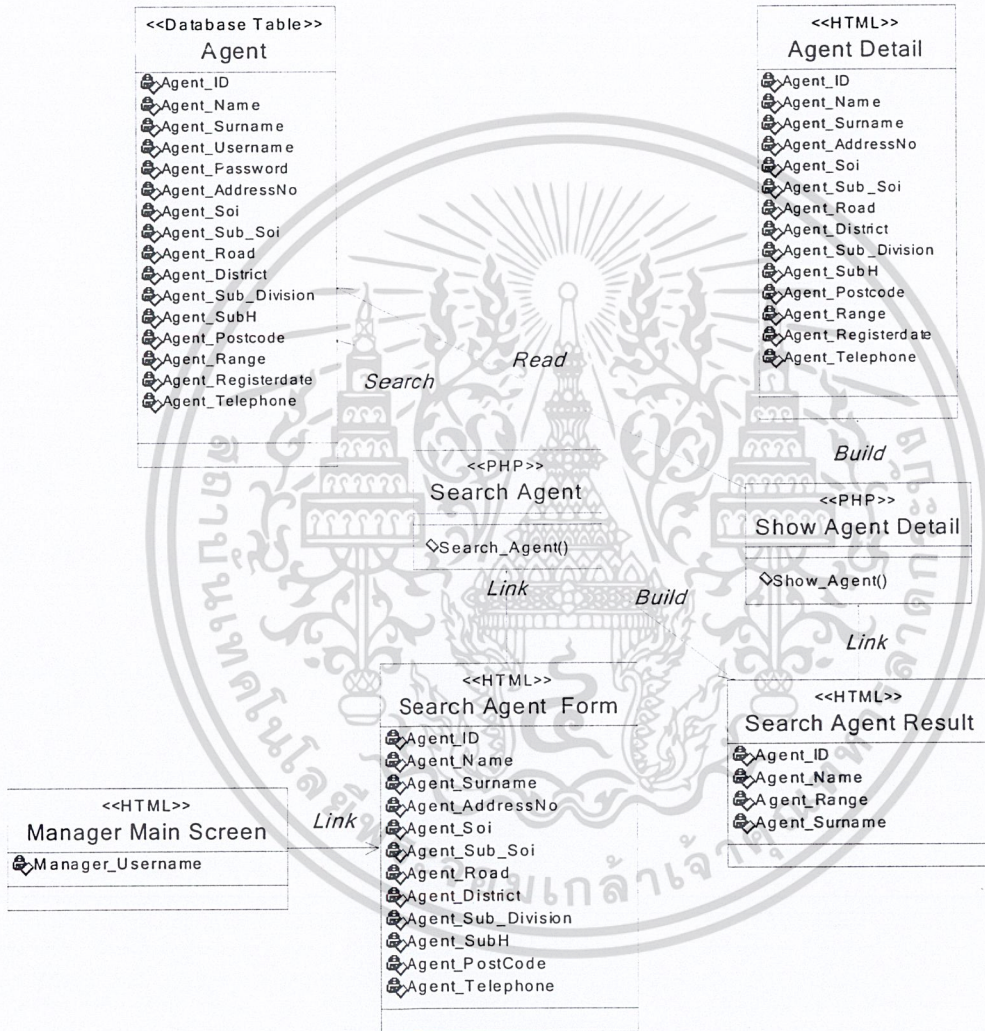 <<Database Table>>
Agent
Agent_ID
Agent_Name
Agent_Surname
Agent_Username
Agent_Password
Agent_AddressNo
Agent_Soi
Agent_Sub_Soi
Agent_Road
Agent_District
Agent_Sub_Division
Agent_SubH
Agent_Postcode
Agent_Range
Agent_Registerdate
Agent_Telephone
<<HTML>>
Agent Detail
Agent_ID
Agent_Name
Agent_Surname
Agent_AddressNo
Agent_Soi
Agent_Sub_Soi
Agent_Road
Agent_District
Agent_Sub_Division
Agent_SubH
Agent_Postcode
Agent_Range
Agent_Registerdate
Agent_Telephone
Read
Search
Build
<<PHP>>
Search Agent
Search_Agent()
<<PHP>>
Show Agent Detail
Show_Agent()
Link
Build
Link
<<HTML>>
Search Agent Form
Agent_ID
Agent_Name
Agent_Surname
Agent_AddressNo
Agent_Soi
Agent_Sub_Soi
Agent_Road
Agent_District
Agent_Sub_Division
Agent_SubH
Agent_PostCode
Agent_Telephone
<<HTML>>
Search Agent Result
Agent_ID
Agent_Name
Agent_Range
Agent_Surname
<<HTML>>
Manager Main Screen
Manager_Username
Link